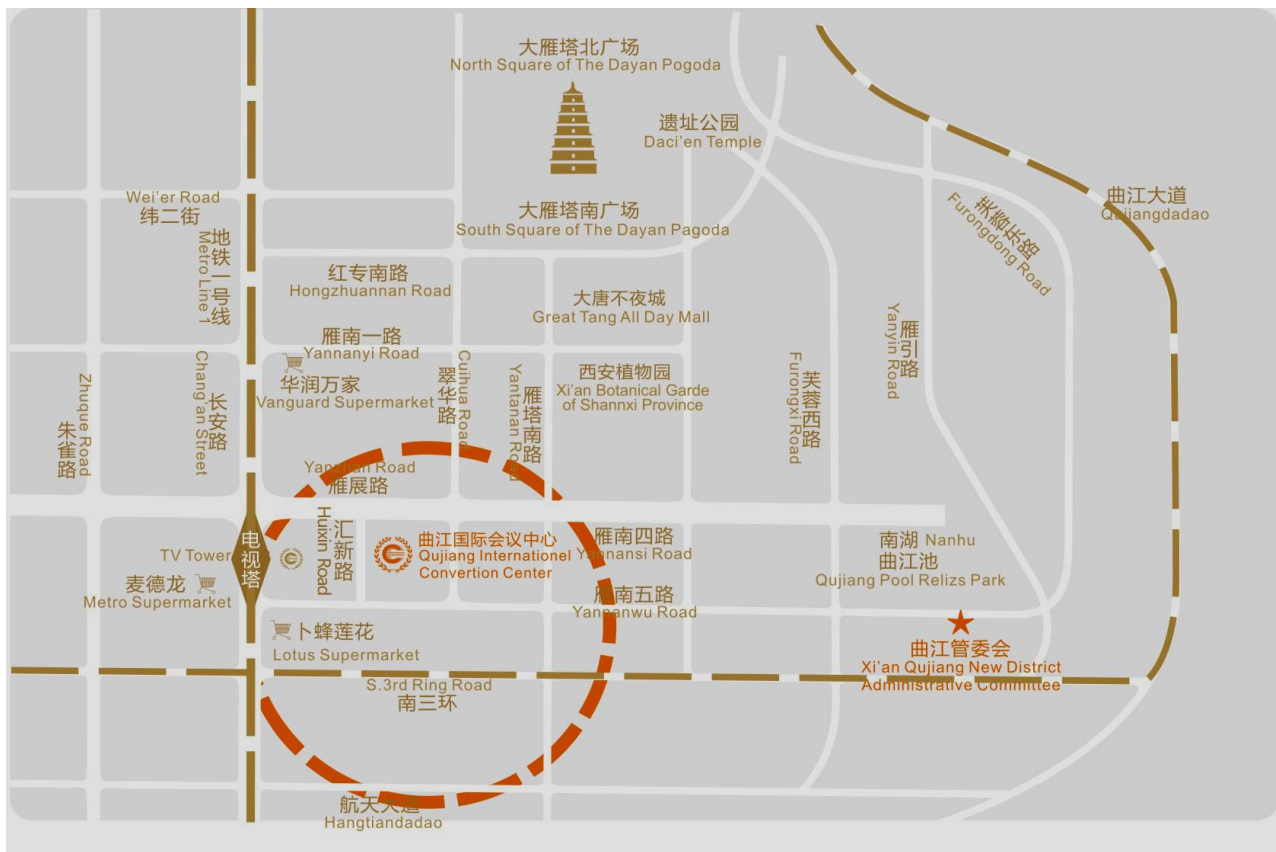 大雁塔北广场
North Square of The Dayan Pogoda
遗址公园
Daci'en Temple
Wei'er Road
纬二街
曲江大道
Qujiangdadao
芙蓉东路
Furongdong Road
大雁塔南广场
South Square of The Dayan Pagoda
地铁一号线
Metro Line 1
红专南路
Hongzhuannan Road
大唐不夜城
Great Tang All Day Mall
雁南一路
Yannanyi Road
雁引路
Yanyin Road
华润万家
Vanguard Supermarket
翠华路
Cuihua Road
雁塔南路
Yantanan Road
西安植物园
Xi'an Botanical Garde
of Shannxi Province
芙蓉西路
Furongxi Road
朱雀路
Zhuque Road
长安路
Chang'an Street
Yanzhan Road
雁展路
汇新路
Huixin Road
电视塔
TV Tower
曲江国际会议中心
Qujiang Internationel
Convertion Center
雁南四路
Yannansi Road
南湖 Nanhu
曲江池
Qujiang Pool Relizs Park
麦德龙
Metro Supermarket
雁南五路
Yannanwu Road
卜蜂莲花
Lotus Supermarket
曲江管委会
Xi'an Qujiang New District
Administrative Committee
S.3rd Ring Road
南三环
航天大道
Hangtiandadao